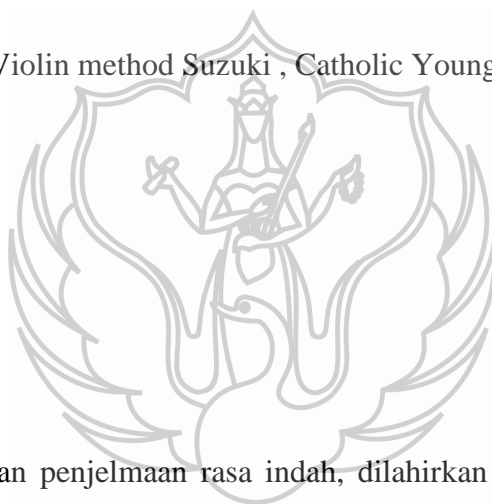 Violin method Suzuki , Catholic Young
an penjelmaan rasa indah, dilahirkan